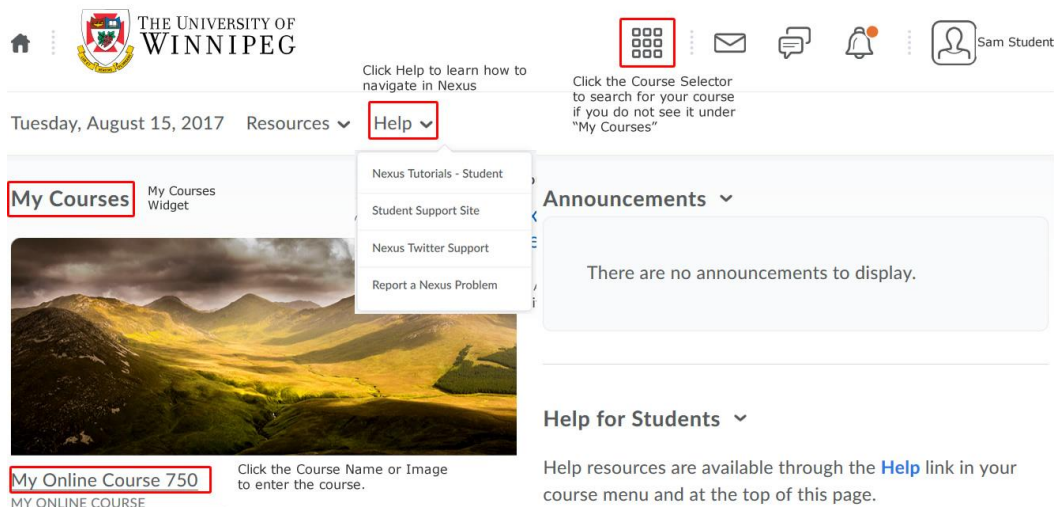 THE UNIVERSITY OF
WINNIPEG
Sam Student
Click Help to learn how to
navigate in Nexus
Click the Course Selector
to search for your course
if you do not see it under
"My Courses"
Tuesday, August 15, 2017 Resources Help
Nexus Tutorials - Student
Student Support Site
Nexus Twitter Support
Report a Nexus Problem
My Courses
My Courses
Widget
Announcements
There are no announcements to display.
My Online Course 750
MY ONLINE COURSE
Click the Course Name or Image
to enter the course.
Help for Students
Help resources are available through the Help link in your
course menu and at the top of this page.